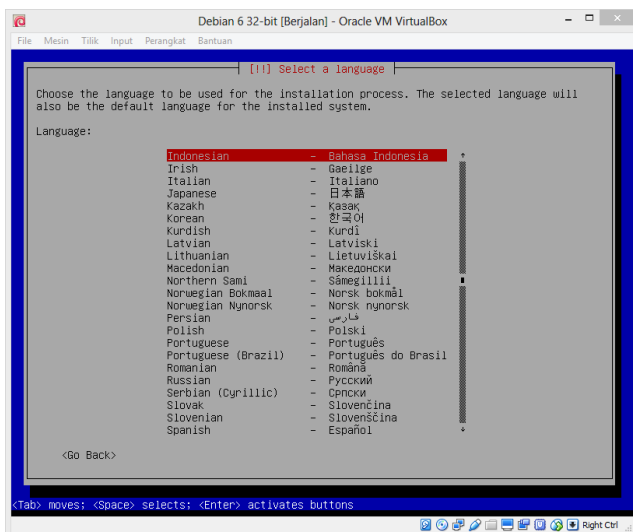 Debian 6 32-bit [Berjalan] - Oracle VM VirtualBox
File Mesin Tilik Input Perangkat Bantuan
[!!] Select a language
Choose the language to be used for the installation process. The selected language will
also be the default language for the installed system.
Language:
Indonesian - Bahasa Indonesia
Irish - Gaeilge
Italian - Italiano
Japanese - 日本語
Kazakh - Қазақ
Korean - 한국어
Kurdish - Kurdî
Latvian - Latviski
Lithuanian - Lietuviškai
Macedonian - Македонски
Northern Sami - Sámegillii
Norwegian Bokmaal - Norsk bokmål
Norwegian Nynorsk - Norsk nynorsk
Persian - فارسی
Polish - Polski
Portuguese - Português
Portuguese (Brazil) - Português do Brasil
Romanian - Română
Russian - Русский
Serbian (Cyrillic) - Српски
Slovak - Slovenčina
Slovenian - Slovenščina
Spanish - Español
<Go Back>
<Tab> moves; <Space> selects; <Enter> activates buttons
Right Ctrl